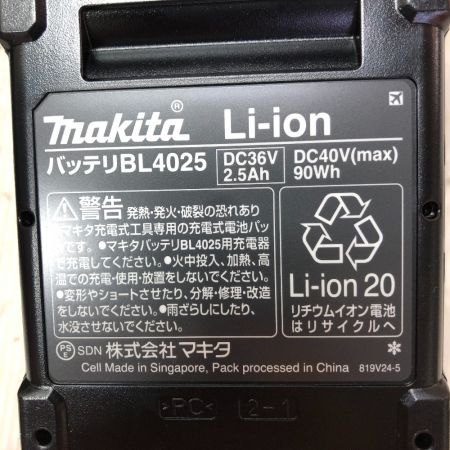 makita® Li-ion
バッテリBL4025 DC36V 2.5Ah DC40V(max) 90Wh
警告 発熱・発火・破裂の恐れあり
マキタ充電式工具専用の充電式電池パッ
です。●マキタバッテリBL4025用充電器
で充電してください。●火中投入、加熱、高
温での充電・使用・放置をしないでください。
●変形やショートさせたり、分解・修理・改造
をしないでください。●雨ざらしにしたり、
水没させないでください。
Li-ion 20
リチウムイオン電池
はリサイクルへ
PS E SDN 株式会社マキタ
Cell Made in Singapore, Pack processed in China 819V24-5
>PC< 2-1